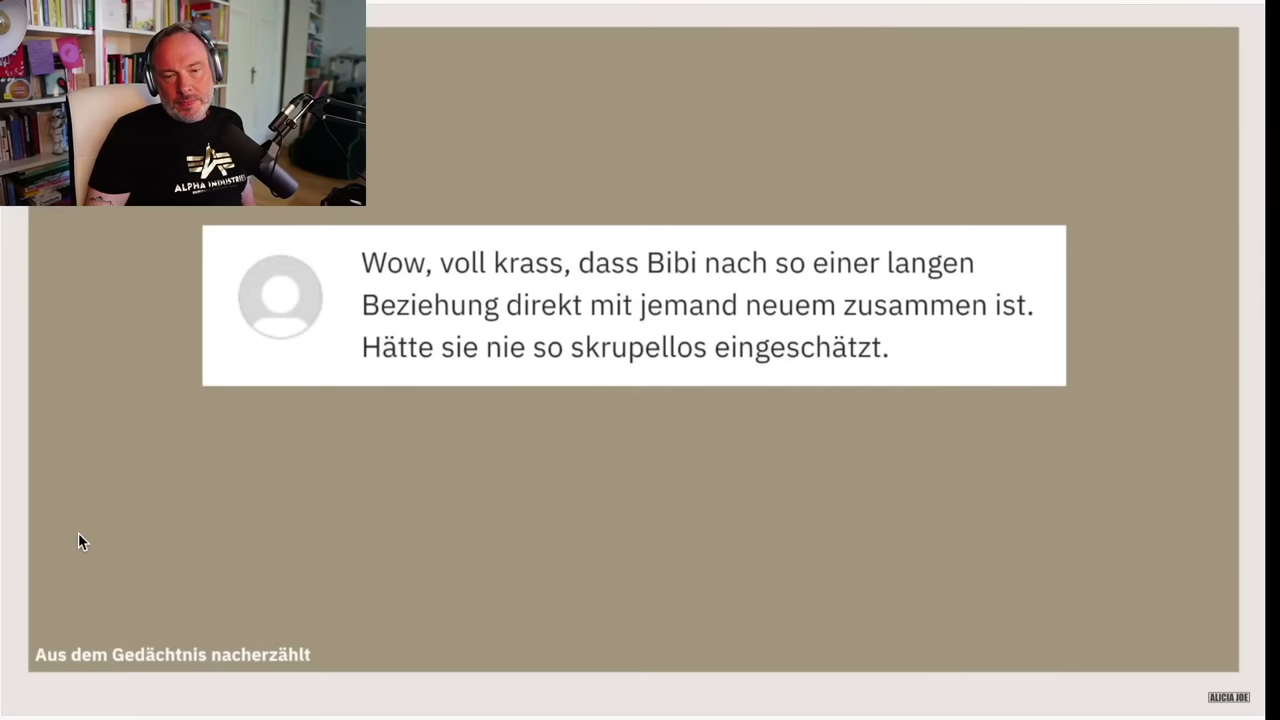 ALPHA INDUSTRIES
Wow, voll krass, dass Bibi nach so einer langen
Beziehung direkt mit jemand neuem zusammen ist.
Hätte sie nie so skrupellos eingeschätzt.
Aus dem Gedächtnis nacherzählt
ALICIA JOE